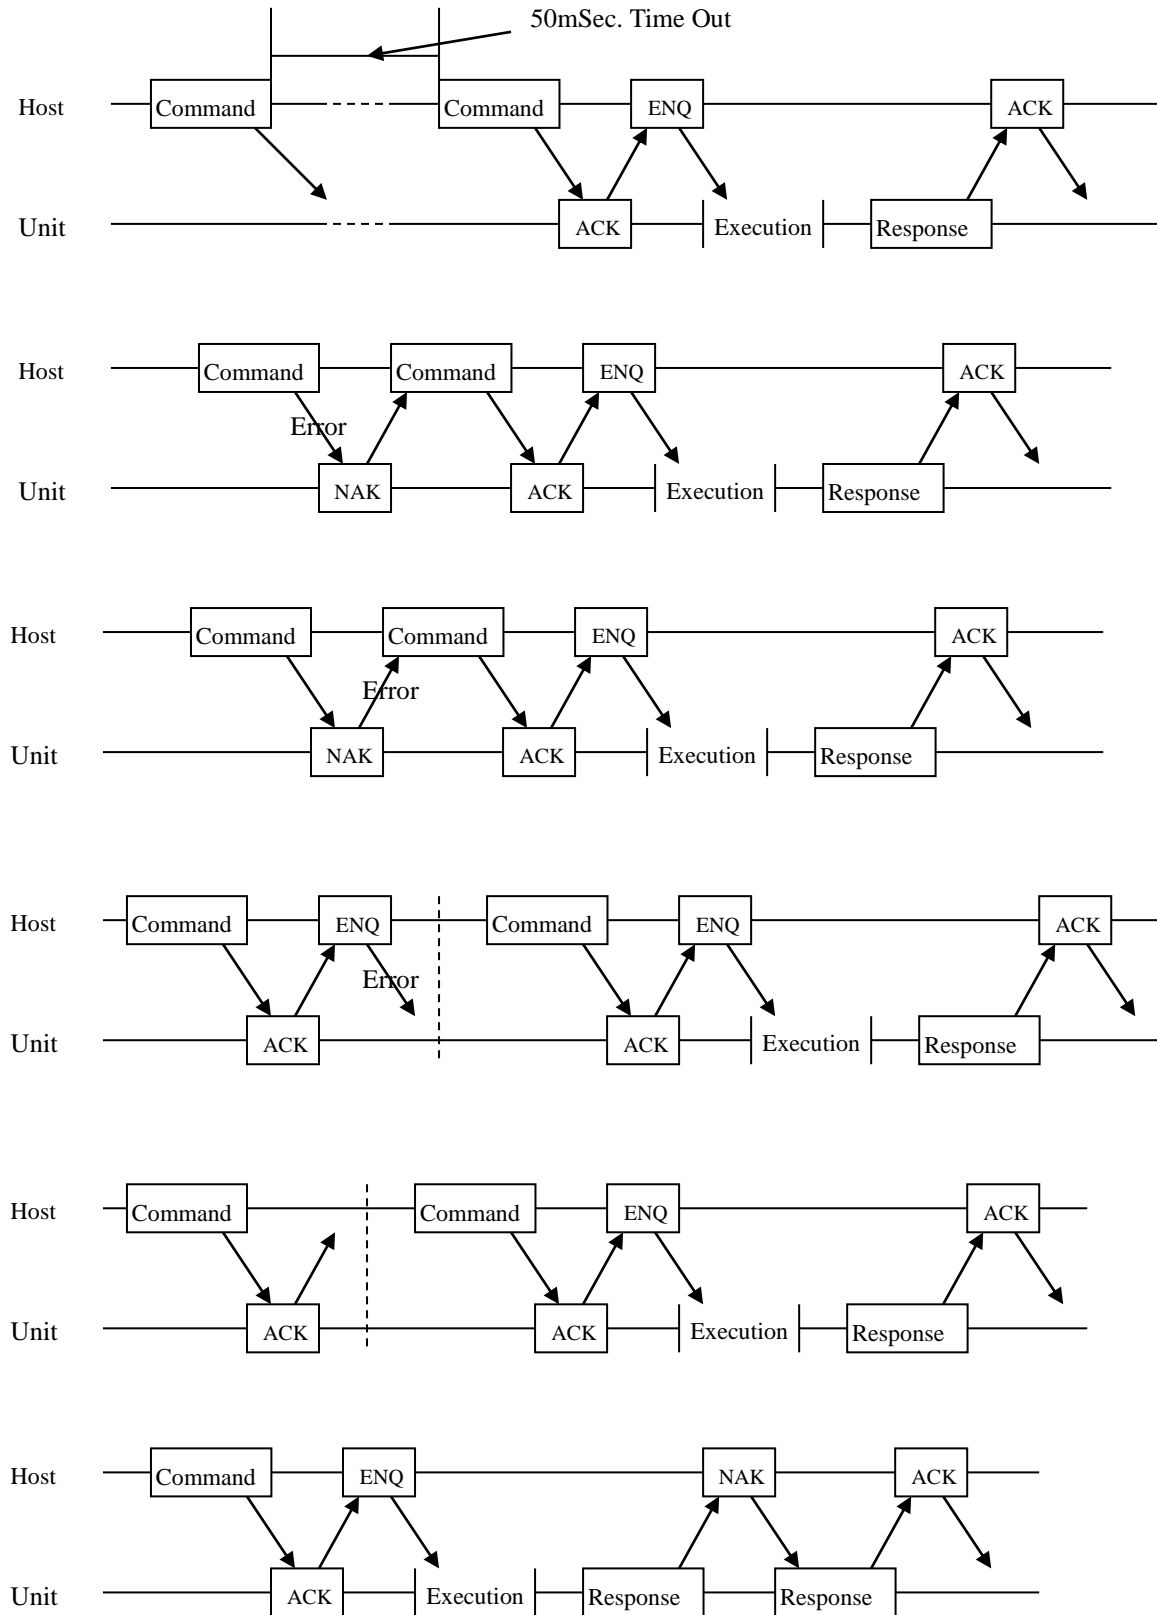 50mSec. Time Out
Host Command Command ENQ ACK
Unit ACK Execution Response
Host Command Command ENQ ACK
Error
Unit NAK ACK Execution Response
Host Command Command ENQ ACK
Error
Unit NAK ACK Execution Response
Host Command ENQ Command ENQ ACK
Error
Unit ACK ACK Execution Response
Host Command Command ENQ ACK
Unit ACK ACK Execution Response
Host Command ENQ NAK ACK
Unit ACK Execution Response Response